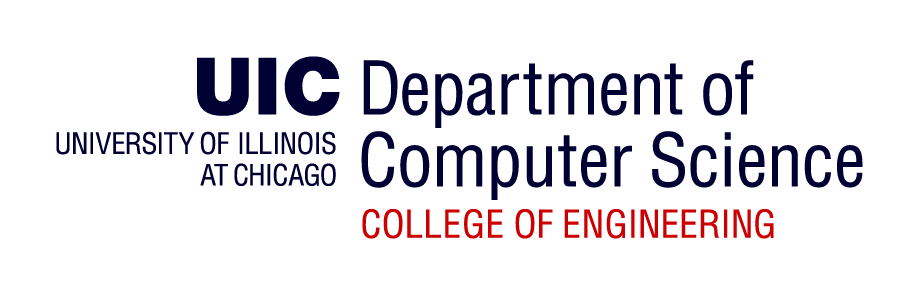 UIC
UNIVERSITY OF ILLINOIS
AT CHICAGO
Department of
Computer Science
COLLEGE OF ENGINEERING